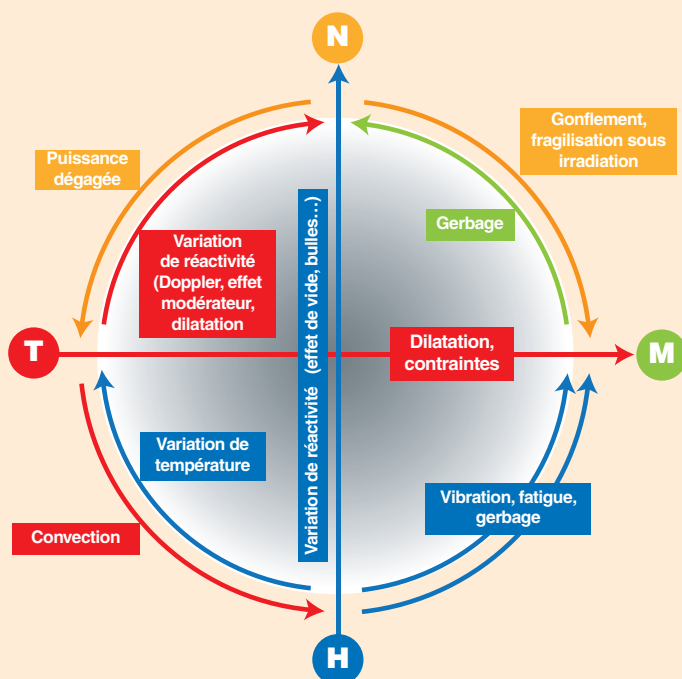 N
Puissance
dégagée
Gonflement,
fragilisation sous
irradiation
Variation
de réactivité
(Doppler, effet
modérateur,
dilatation
Variation de réactivité (effet de vide, bulles…)
Gerbage
T
Dilatation,
contraintes
M
Variation de
température
Vibration, fatigue,
gerbage
Convection
H